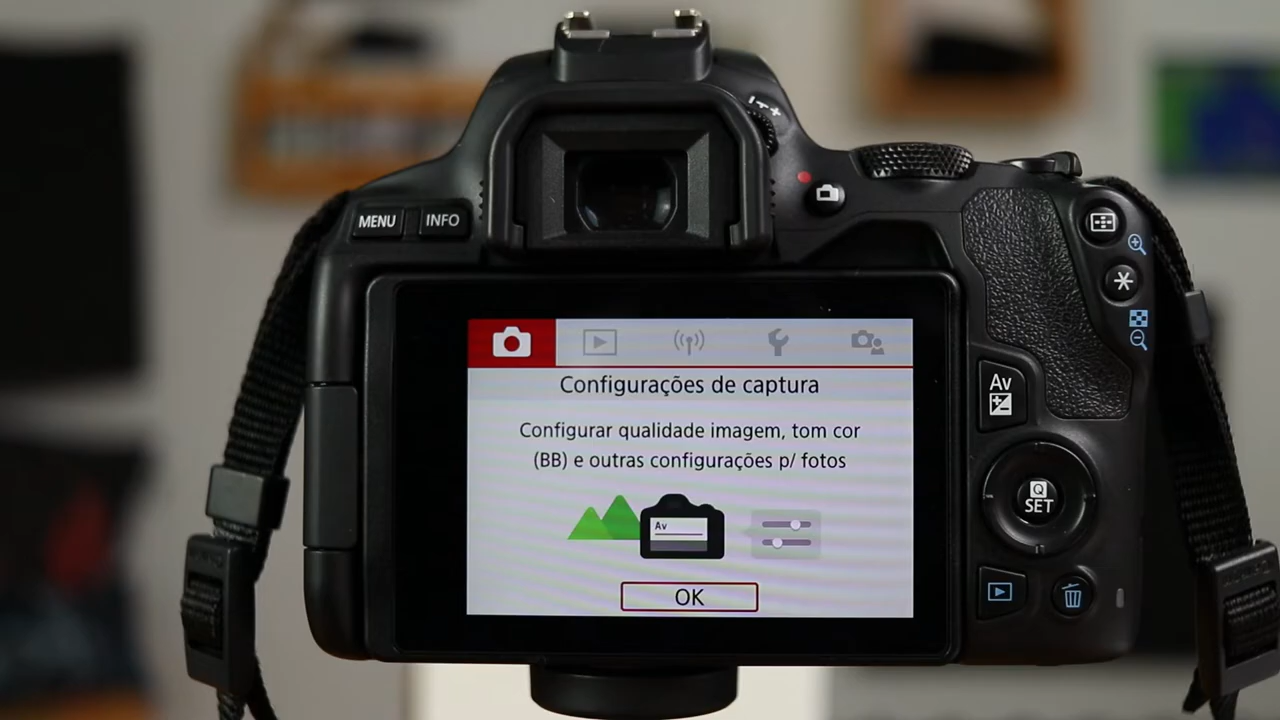 MENU
INFO
Configurações de captura
Configurar qualidade imagem, tom cor
(BB) e outras configurações p/ fotos
Av
OK
Av
Q
SET